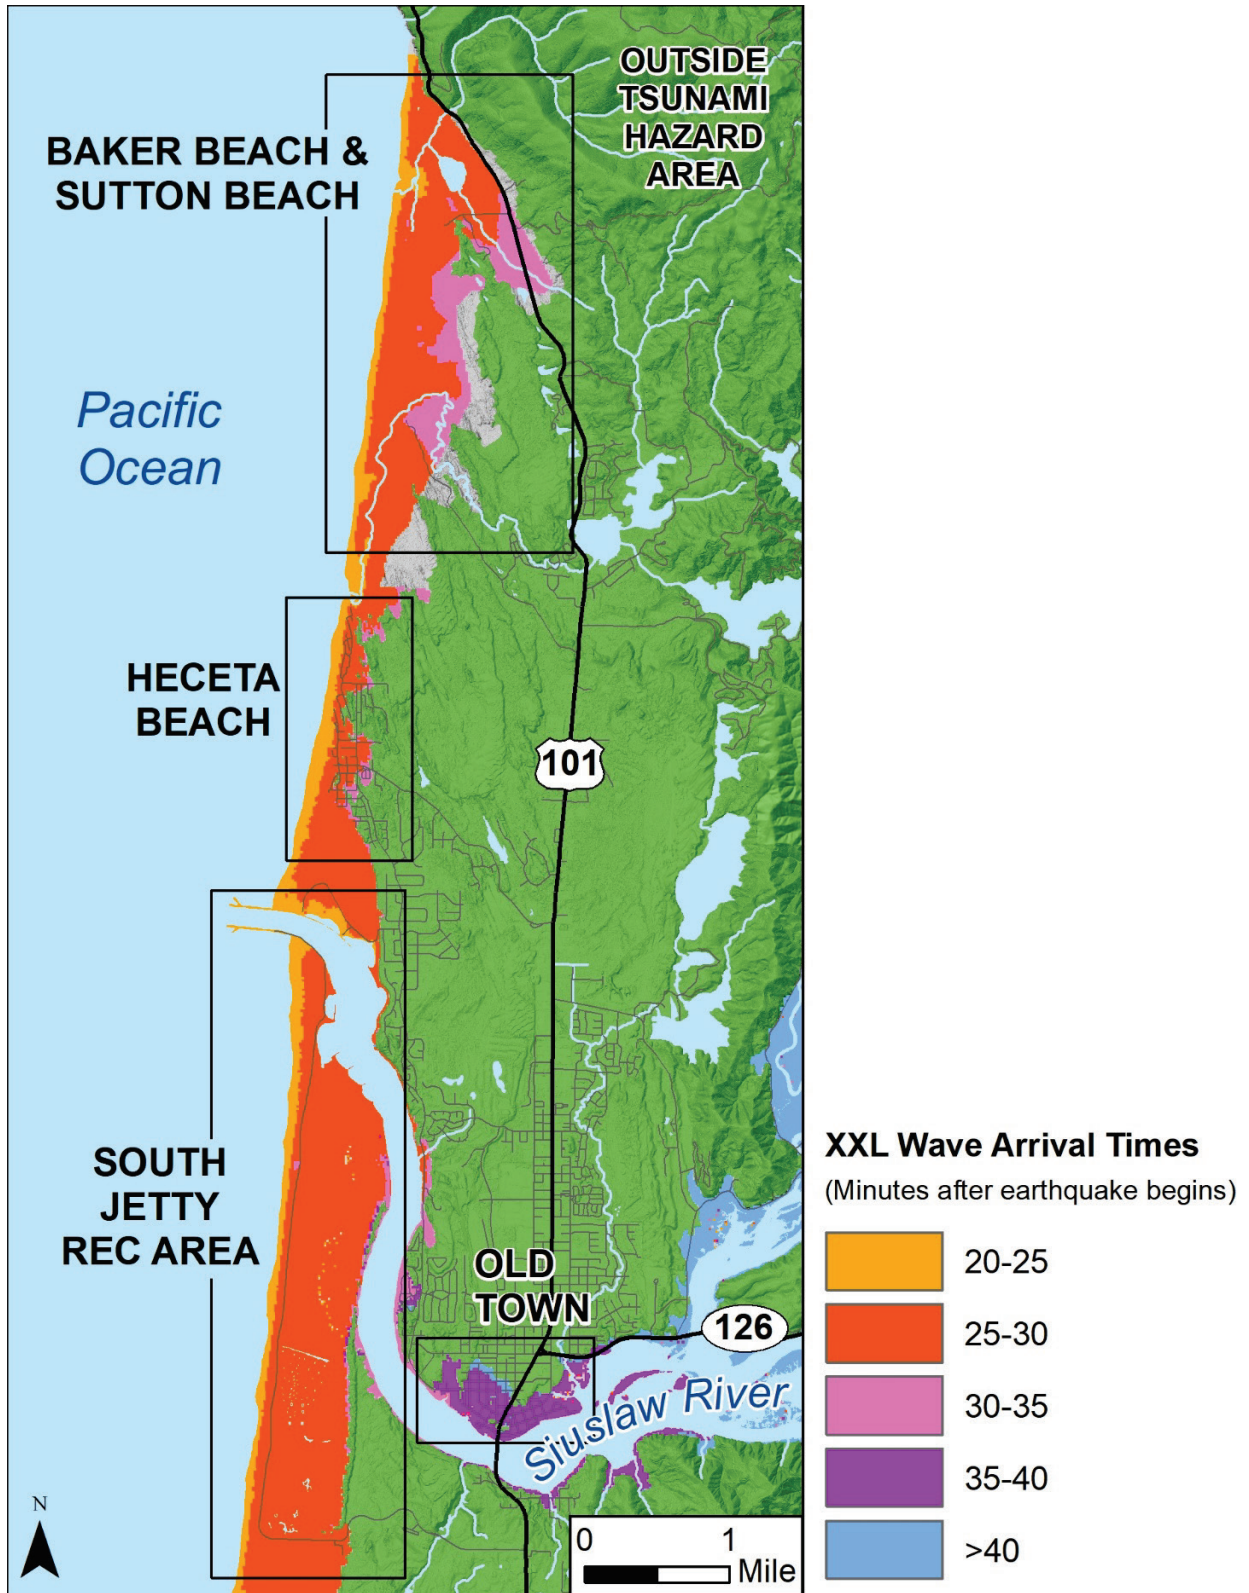 OUTSIDE
TSUNAMI
HAZARD
AREA
BAKER BEACH &
SUTTON BEACH
Pacific
Ocean
HECETA
BEACH
101
SOUTH
JETTY
REC AREA
OLD
TOWN
126
Siuslaw River
N
0 1
Mile
XXL Wave Arrival Times
(Minutes after earthquake begins)
20-25
25-30
30-35
35-40
>40